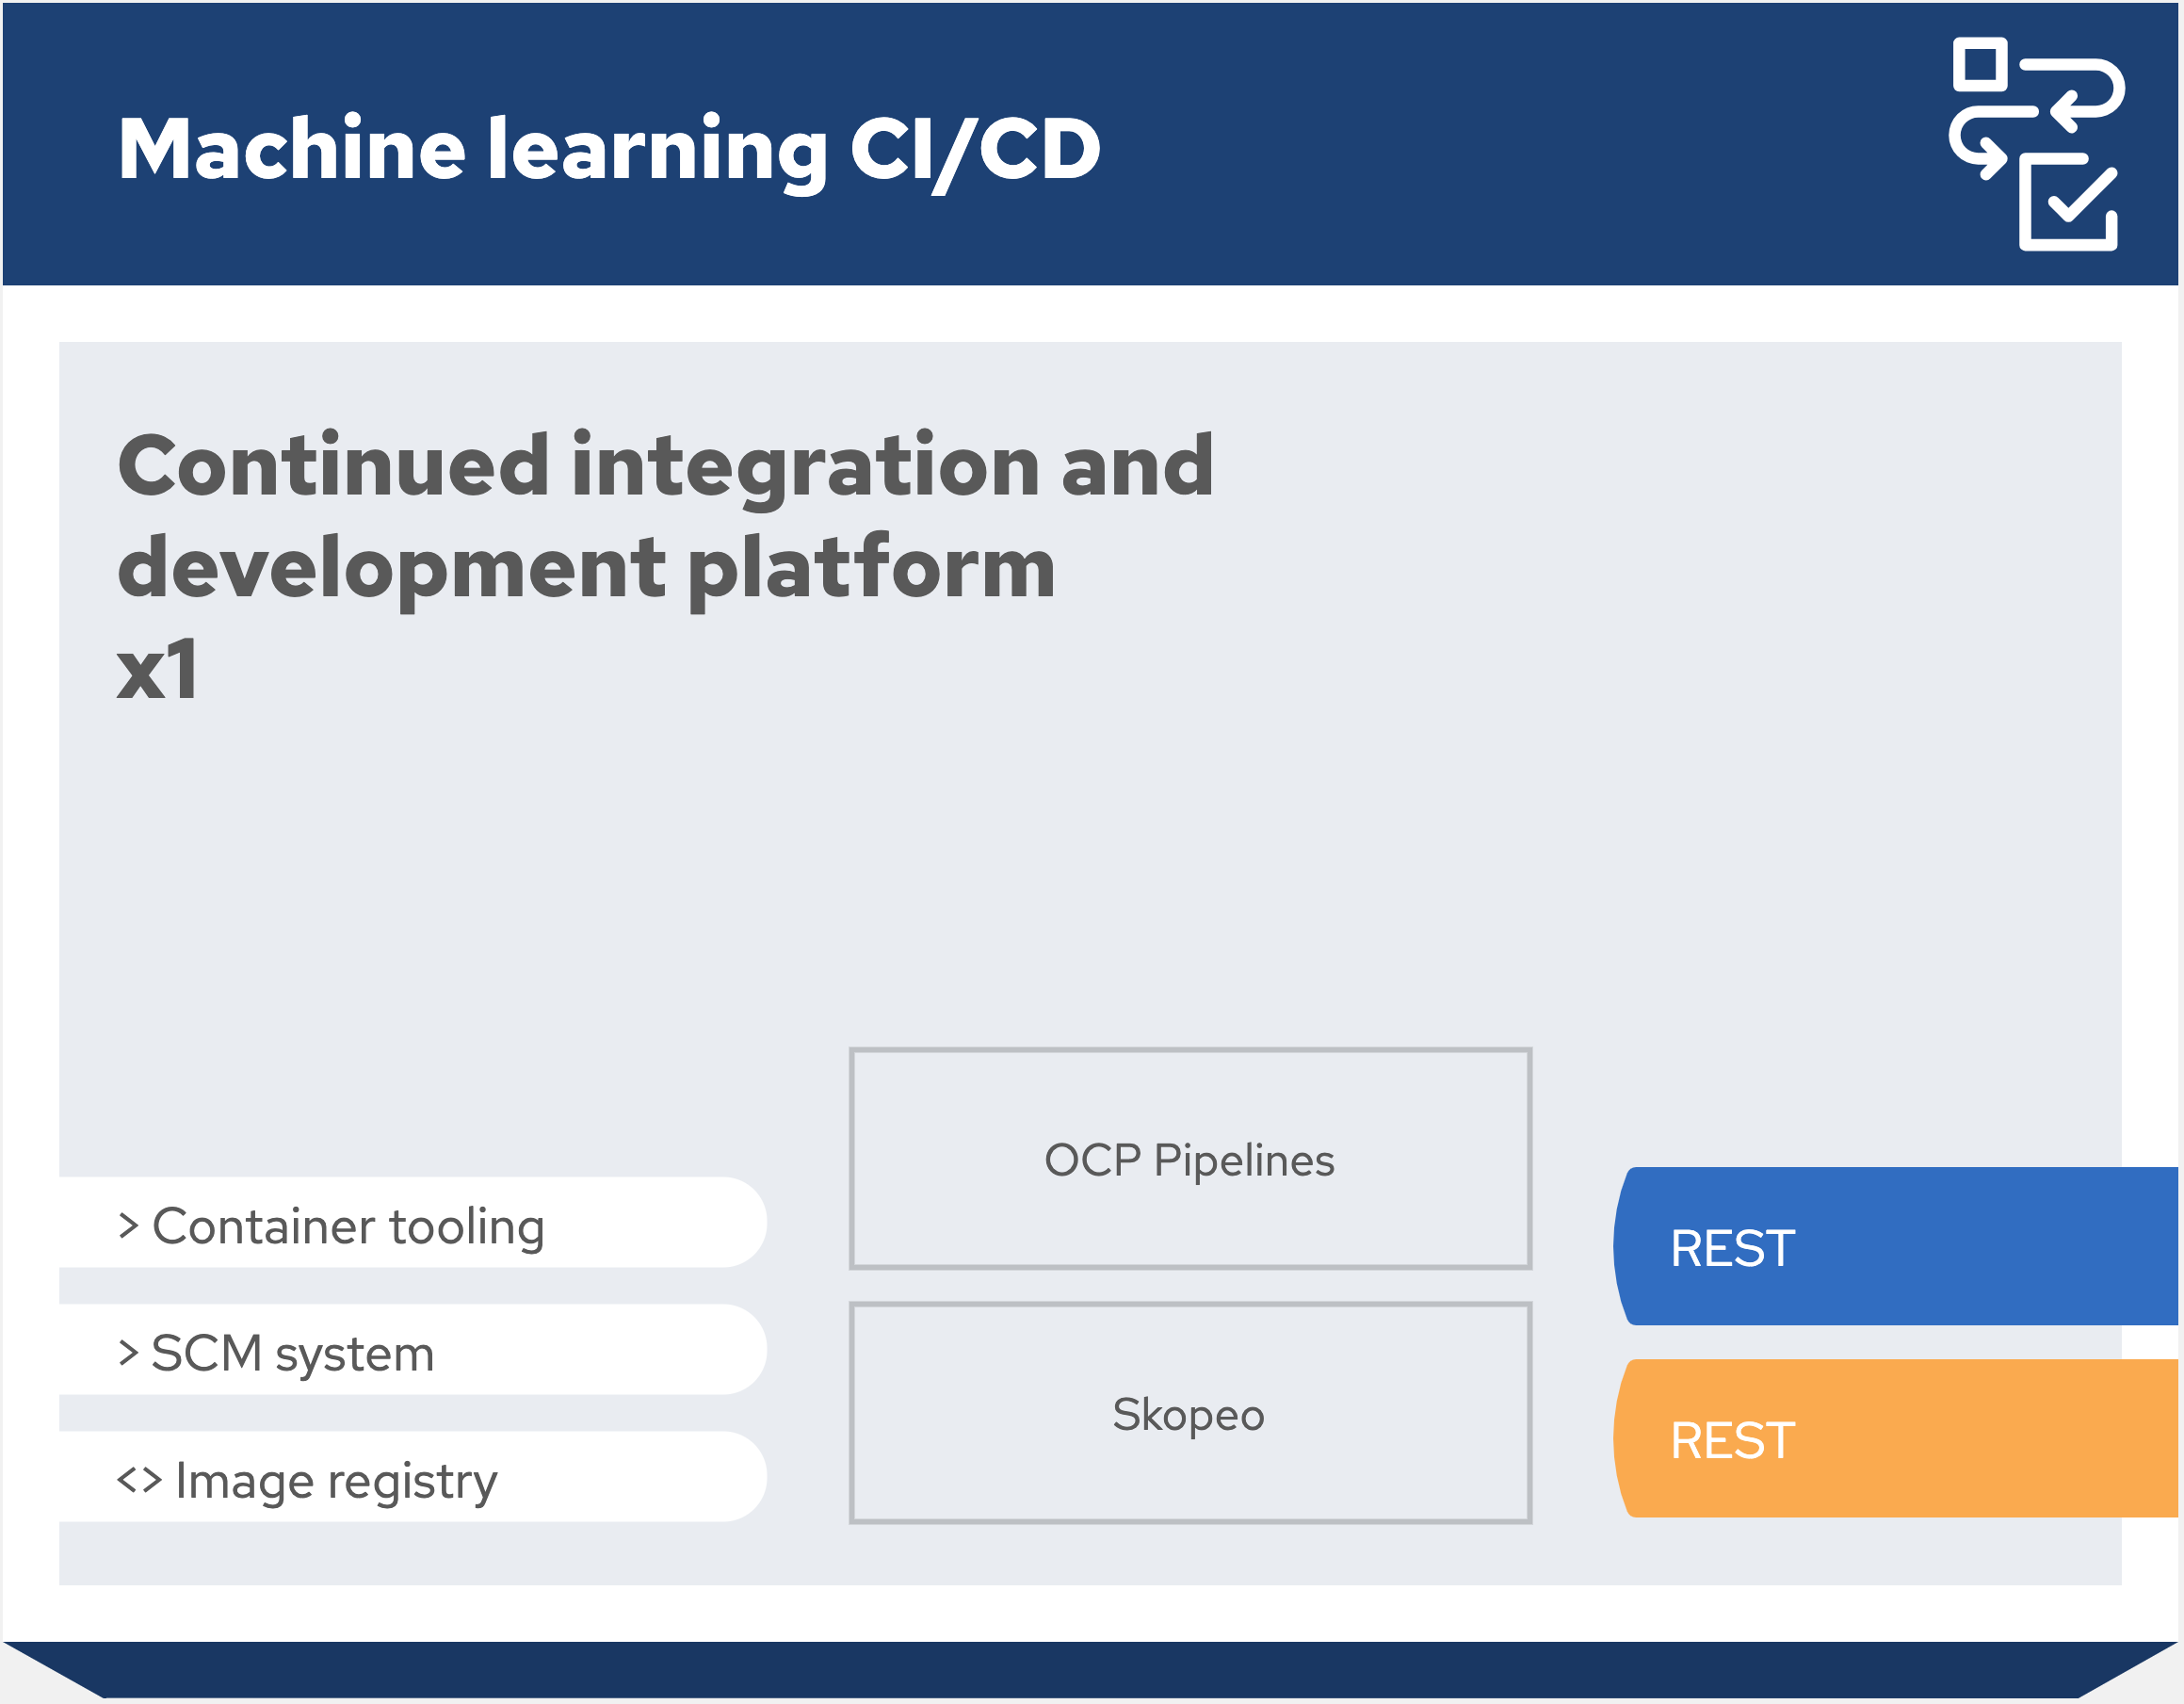 Machine learning CI/CD
Continued integration and
development platform
x1
OCP Pipelines
> Container tooling
REST
> SCM system
Skopeo
REST
<> Image registry